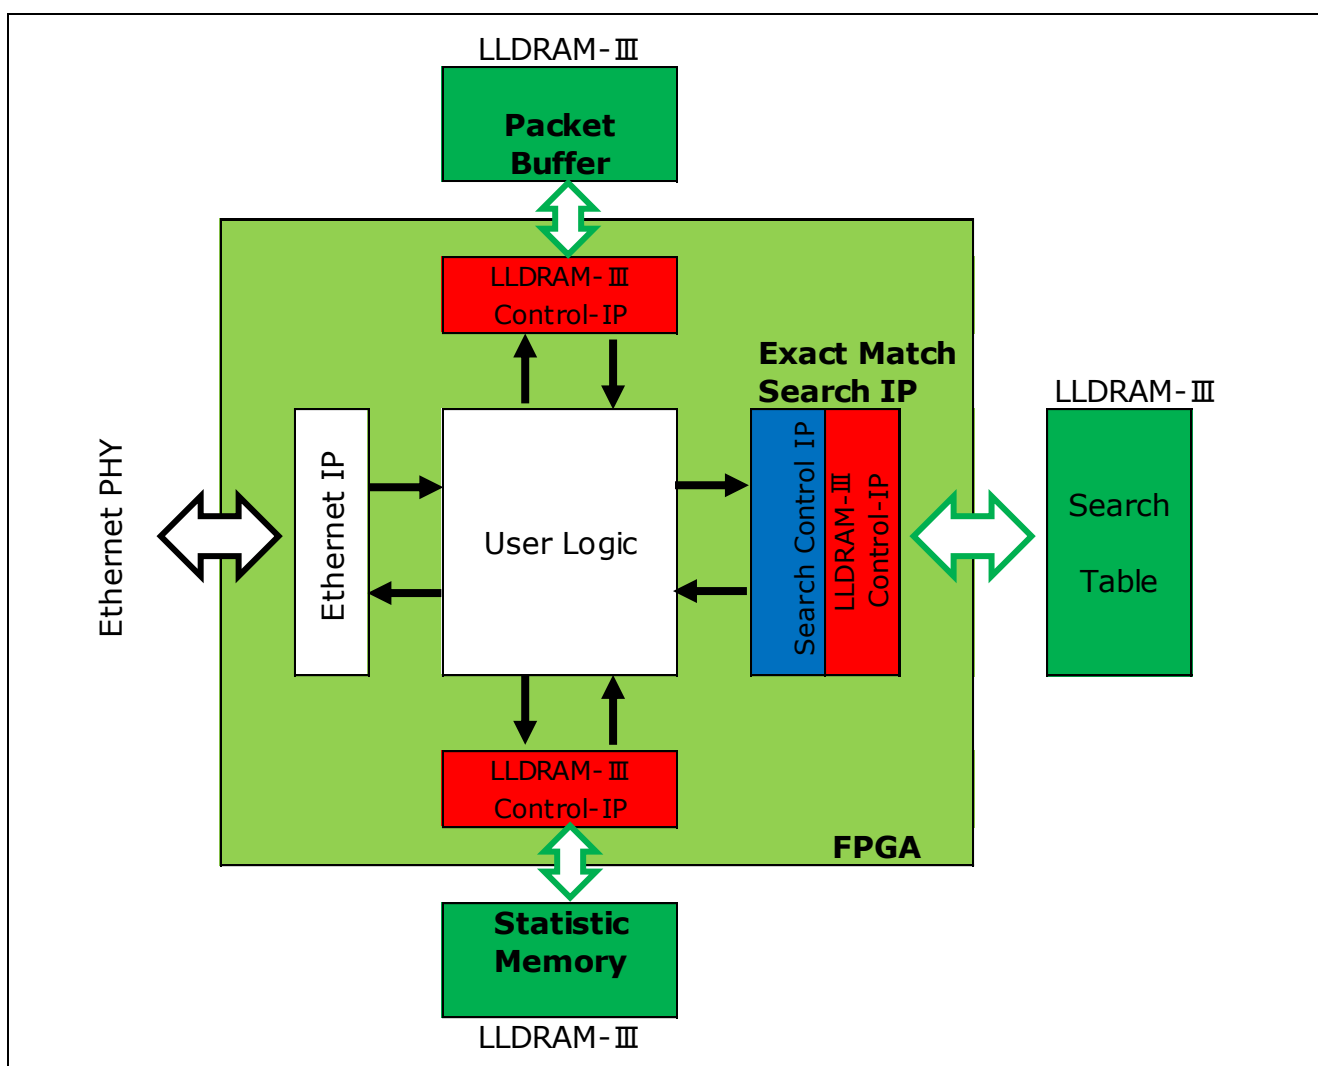 LLDRAM-Ⅲ
Packet
Buffer
LLDRAM-Ⅲ
Control-IP
Exact Match
Search IP
LLDRAM-Ⅲ
Ethernet PHY
Ethernet IP
User Logic
Search Control IP
LLDRAM-Ⅲ
Control-IP
Search
Table
LLDRAM-Ⅲ
Control-IP
FPGA
Statistic
Memory
LLDRAM-Ⅲ